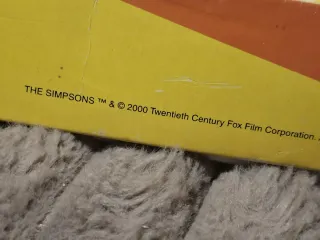 THE SIMPSONS ™ & © 2000 Twentieth Century Fox Film Corporation.